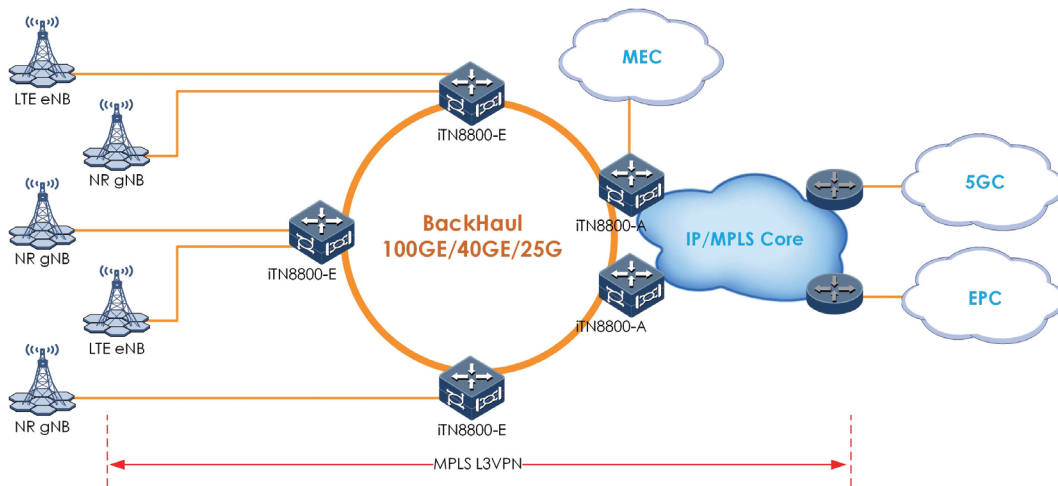 MEC
LTE eNB
iTN8800-E
NR gNB
5GC
iTN8800-A
NR gNB
BackHaul
100GE/40GE/25G
IP/MPLS Core
iTN8800-E
EPC
LTE eNB
iTN8800-A
NR gNB
iTN8800-E
MPLS L3VPN